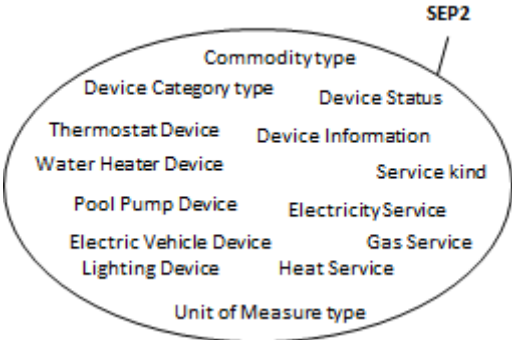 SEP2
Commodity type
Device Category type
Device Status
Thermostat Device
Device Information
Water Heater Device
Service kind
Pool Pump Device
Electricity Service
Electric Vehicle Device
Gas Service
Lighting Device
Heat Service
Unit of Measure type